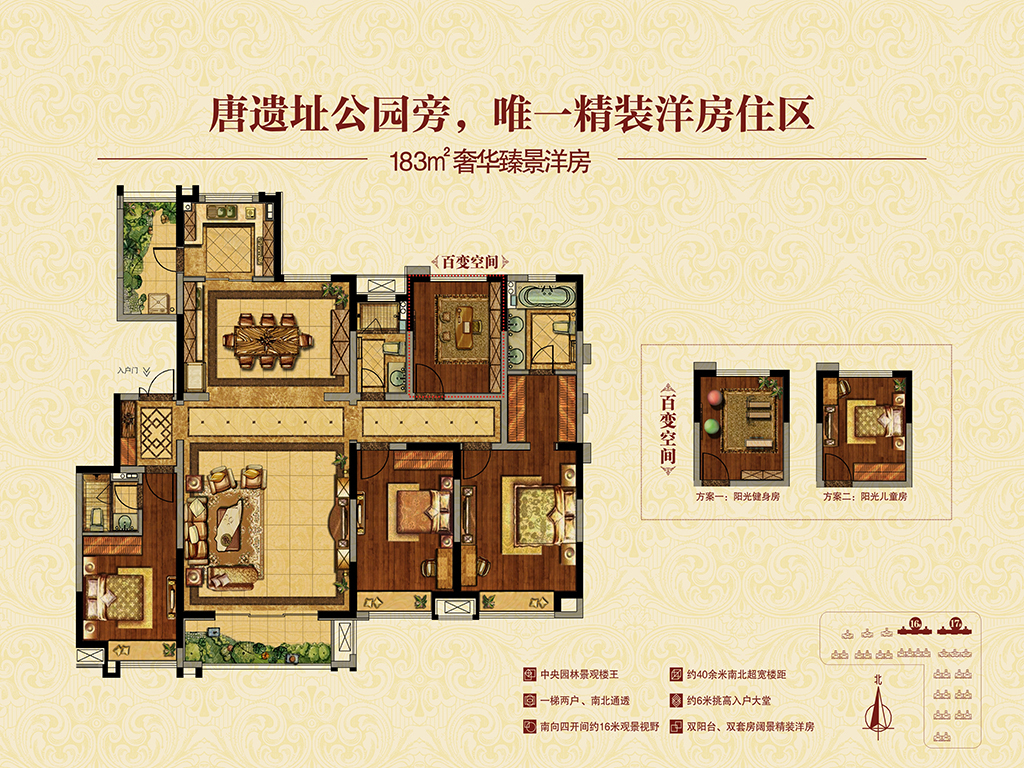 唐遗址公园旁，唯一精装洋房住区
183㎡奢华臻景洋房
百变空间
入户门
百变空间
方案一：阳光健身房
方案二：阳光儿童房
16#
17#
北
中央园林景观楼王
约40余米南北超宽楼距
一梯两户、南北通透
约6米挑高入户大堂
南向四开间约16米观景视野
双阳台、双套房阔景精装洋房